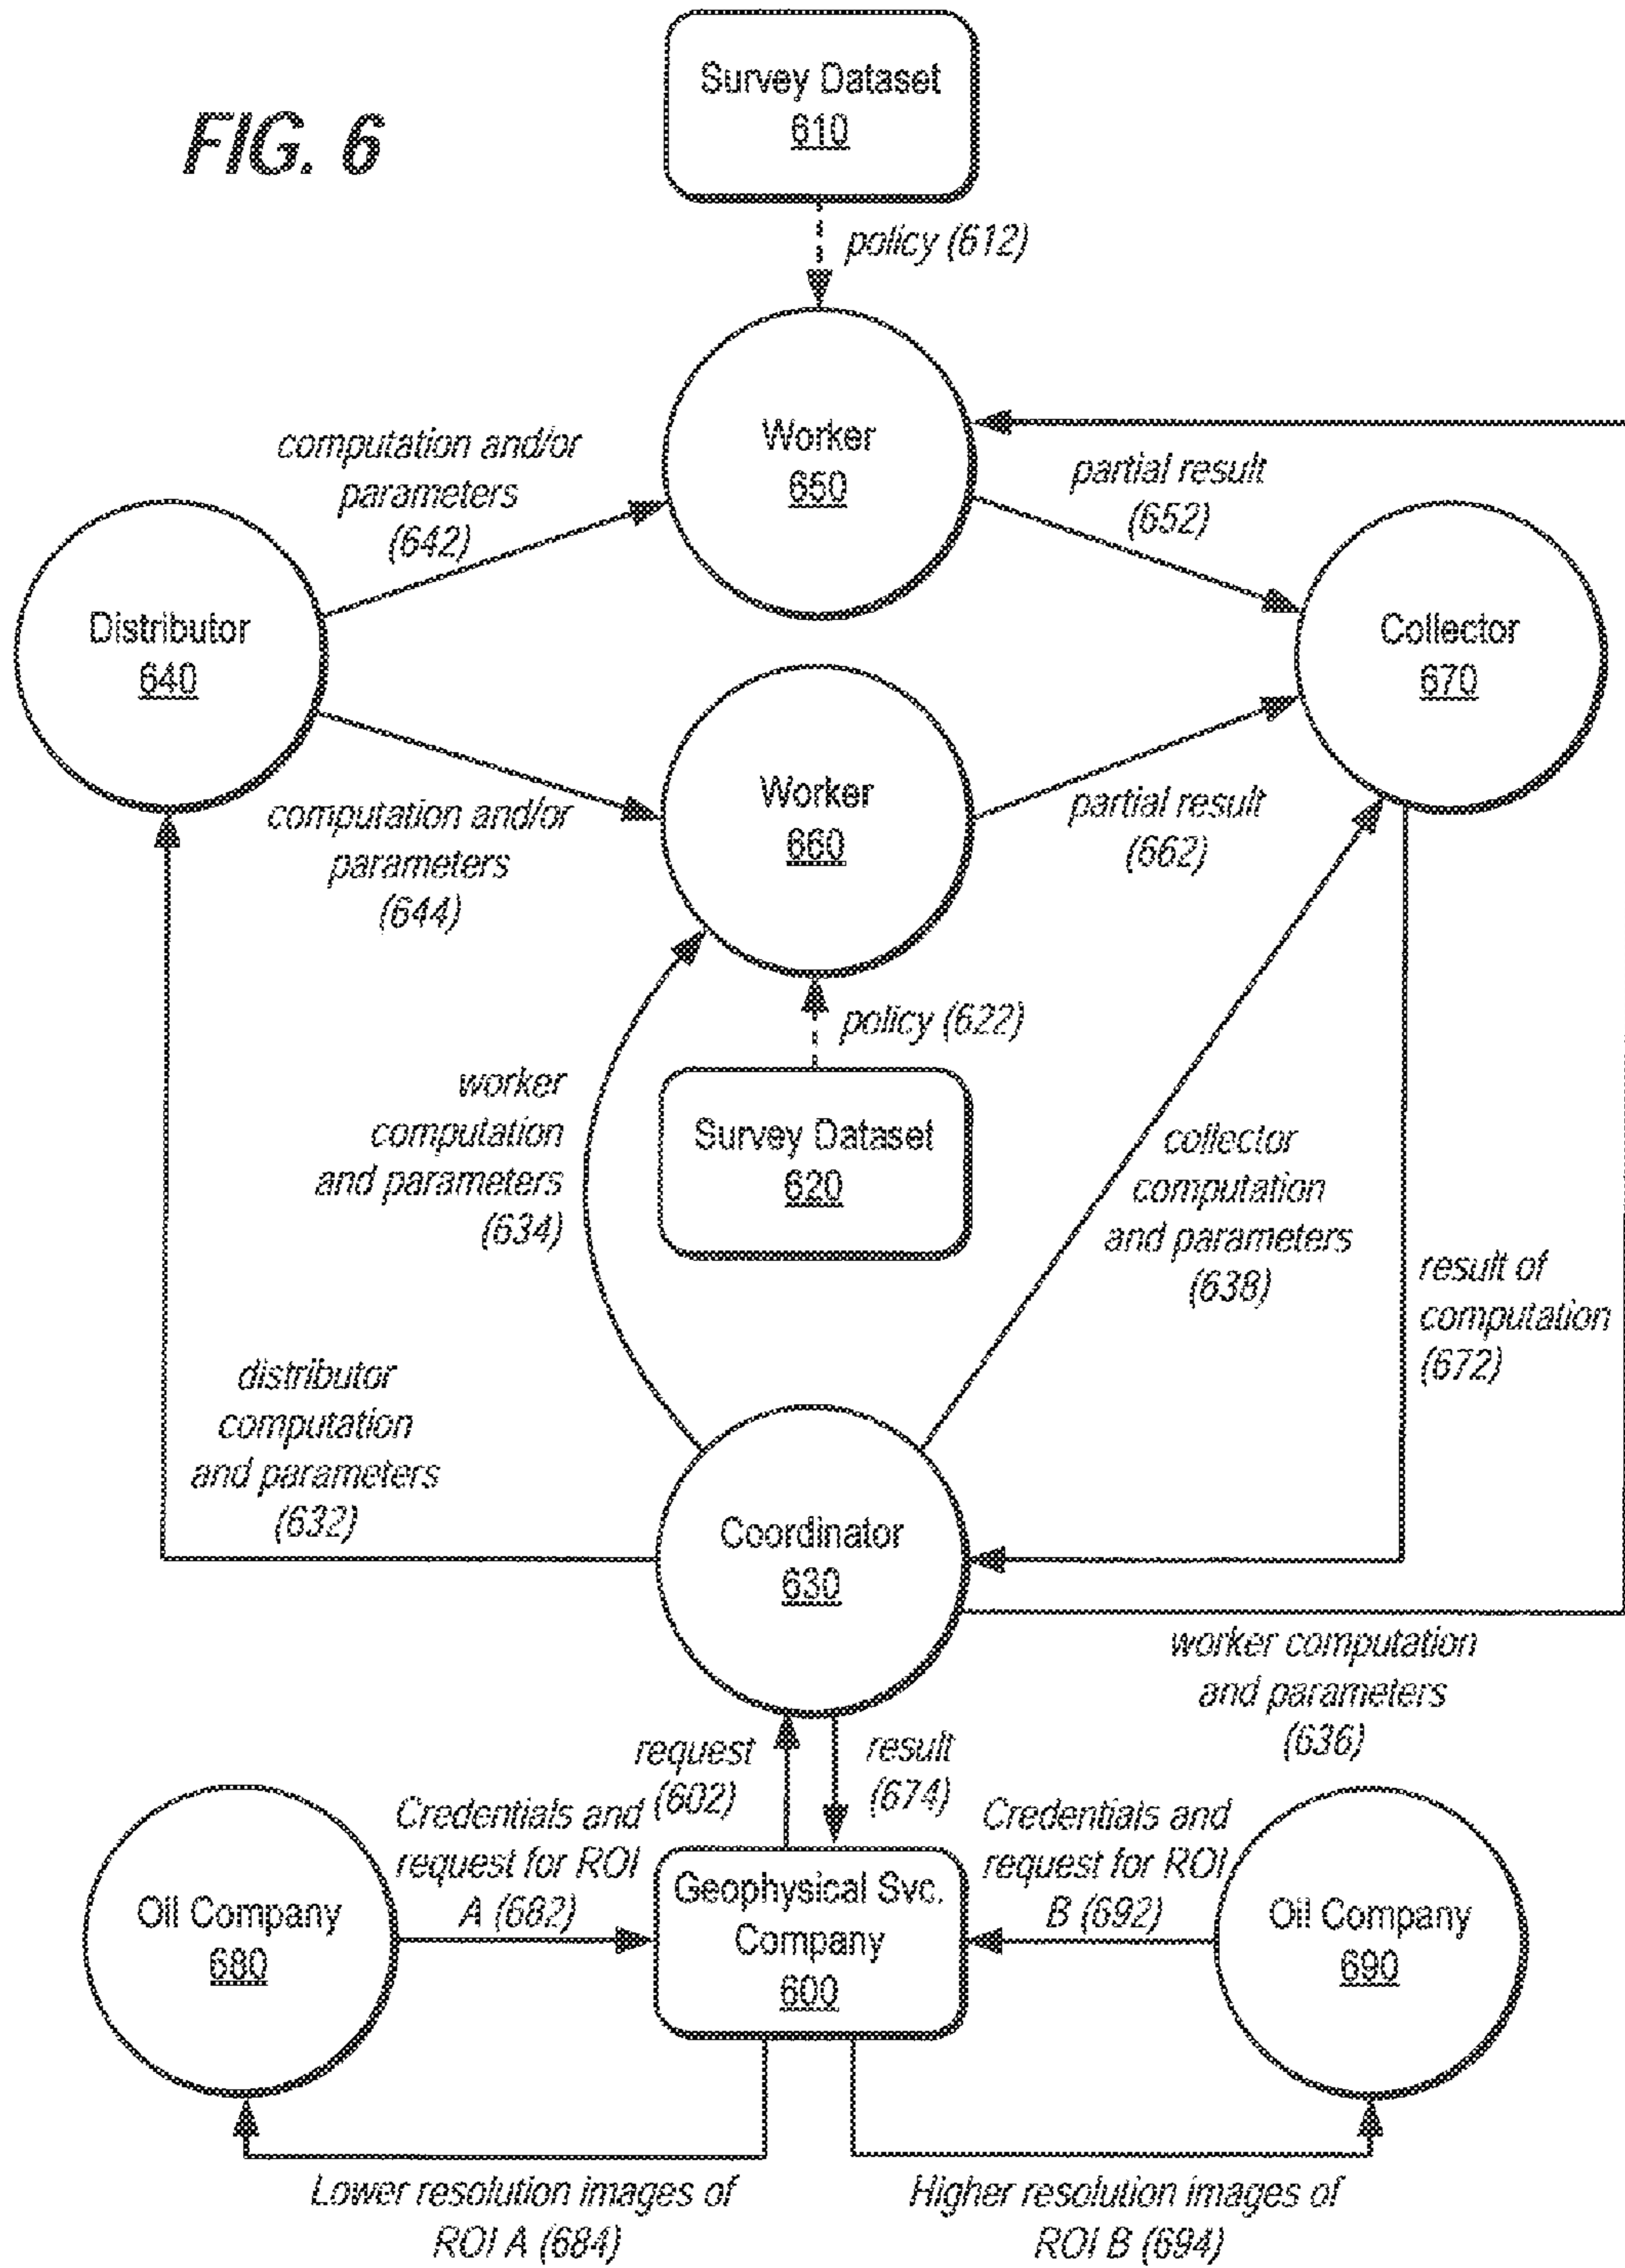 FIG. 6
Survey Dataset
610
policy (612)
Worker
650
computation and/or
parameters
(642)
partial result
(652)
Distributor
640
Collector
670
Worker
660
computation and/or
parameters
(644)
partial result
(662)
policy (622)
Survey Dataset
620
worker
computation
and parameters
(634)
collector
computation
and parameters
(638)
result of
computation
(672)
distributor
computation
and parameters
(632)
Coordinator
630
worker computation
and parameters
(636)
request
(602)
result
(674)
Credentials and
request for ROI
A (682)
Credentials and
request for ROI
B (692)
Oil Company
680
Geophysical Svc.
Company
600
Oil Company
690
Lower resolution images of
ROI A (684)
Higher resolution images of
ROI B (694)